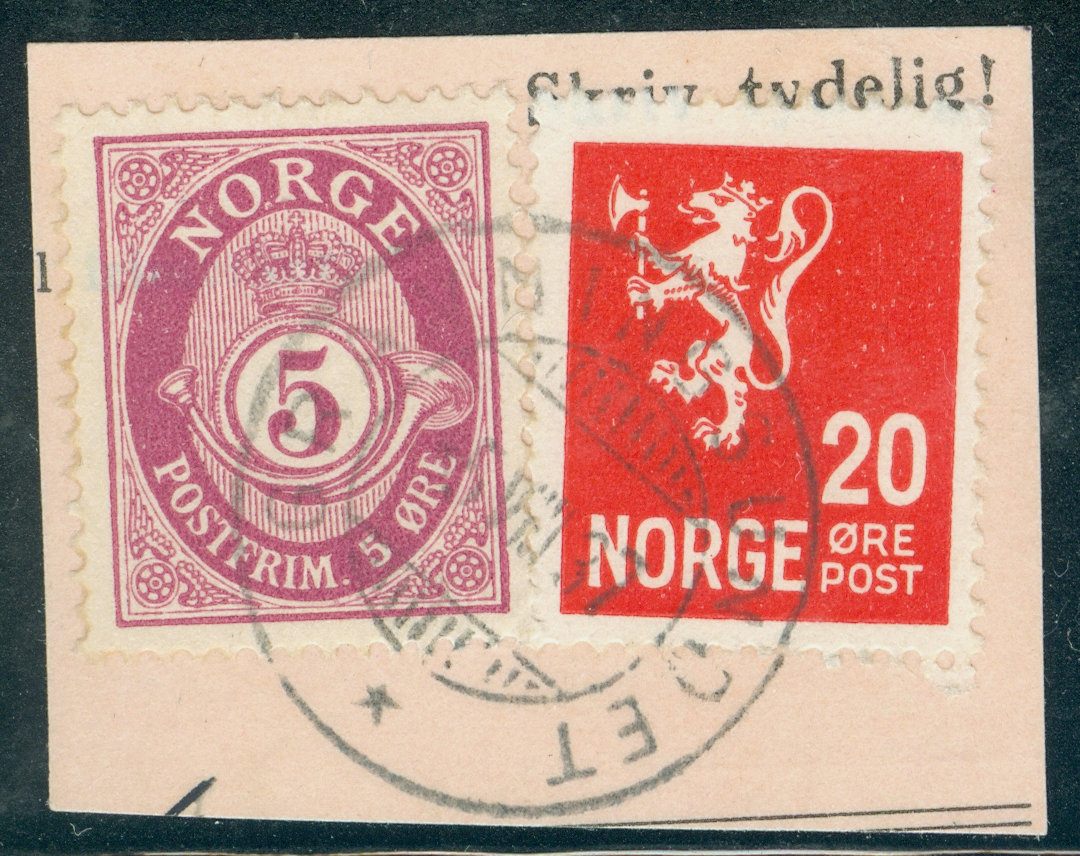 Skriv tydelig!
NORGE
5
POSTFRIM. 5 ØRE
20
NORGE ØRE
POST